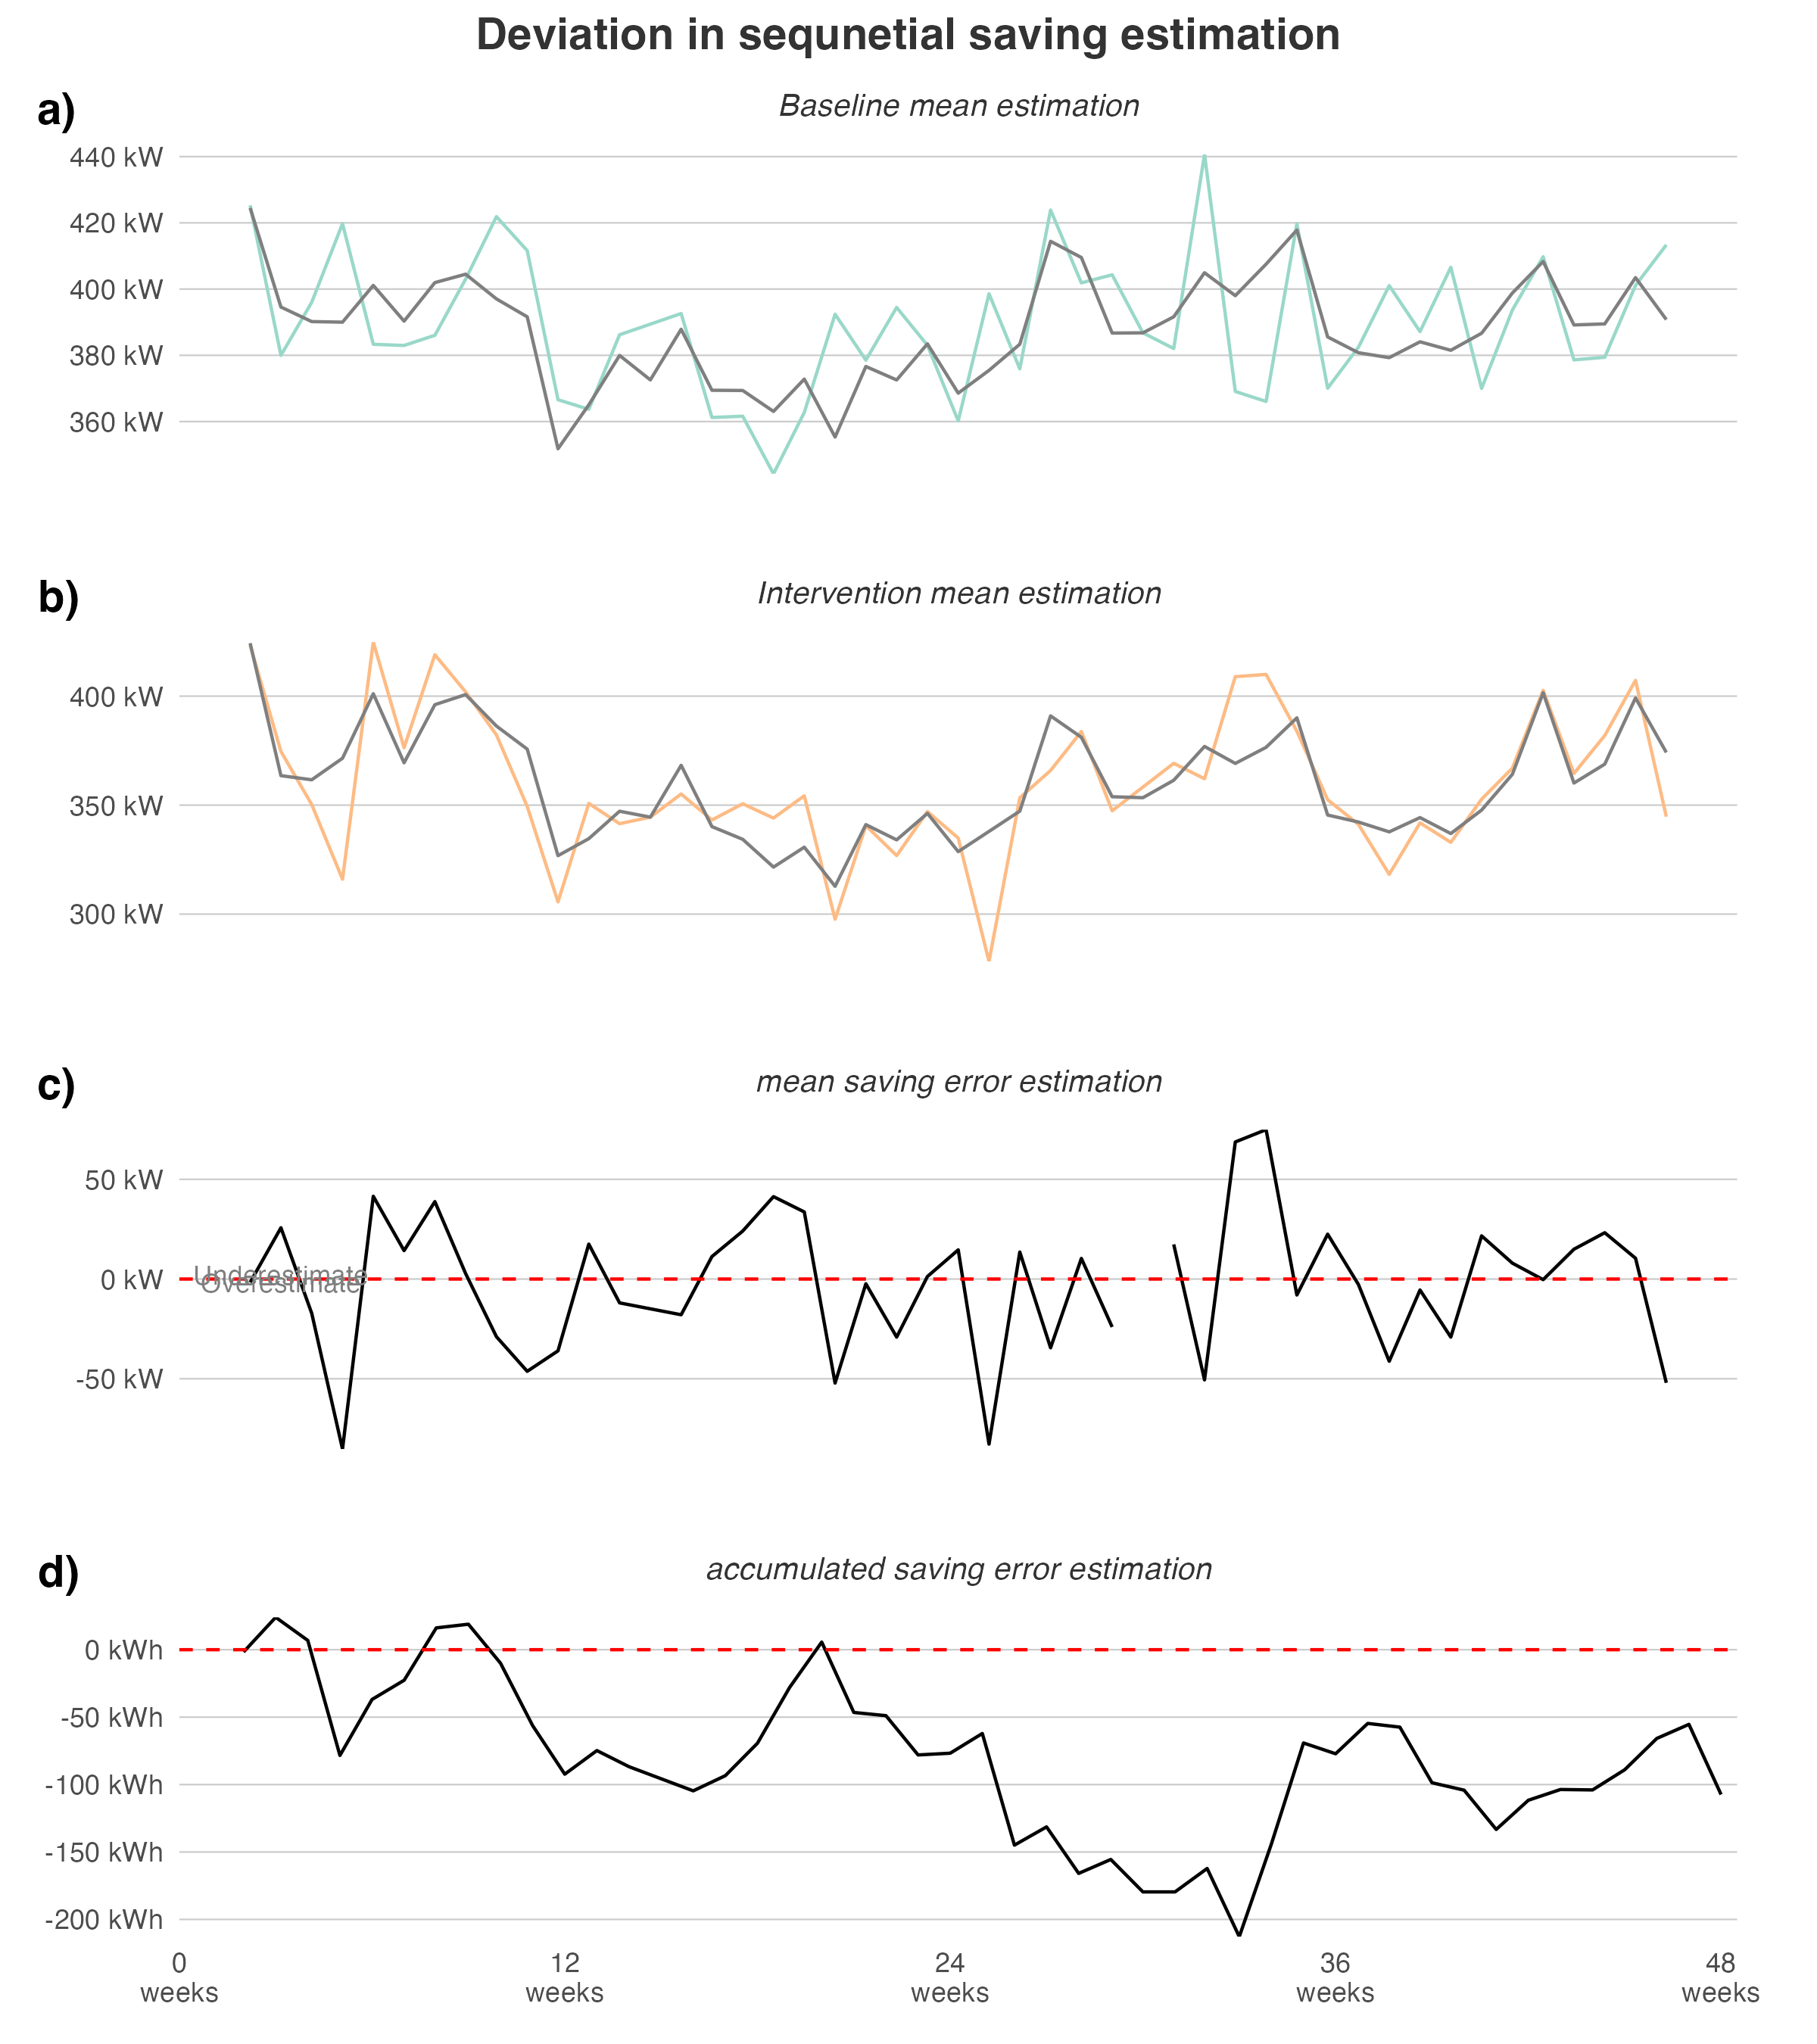 Deviation in sequnetial saving estimation
a)
Baseline mean estimation
440 kW
420 kW
400 kW
380 kW
360 kW
b)
Intervention mean estimation
400 kW
350 kW
300 kW
c)
mean saving error estimation
50 kW
0 kW
-50 kW
Underestimate
Overestimate
d)
accumulated saving error estimation
0 kWh
-50 kWh
-100 kWh
-150 kWh
-200 kWh
0 12 24 36 48
weeks weeks weeks weeks weeks